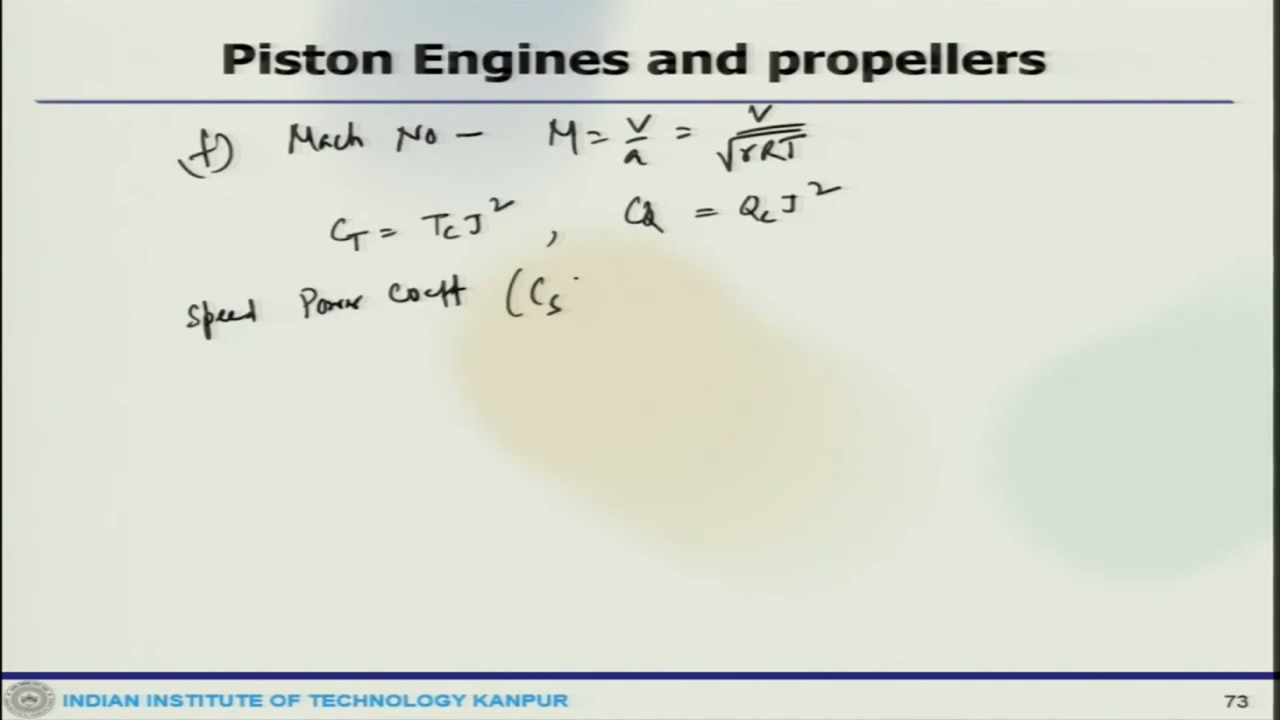 Piston Engines and propellers
(f) Mach No — M = V/a = V/√γRT
C_T = T_C J², C_Q = Q_C J²
Speed Power Coefft (C_S
INDIAN INSTITUTE OF TECHNOLOGY KANPUR 73